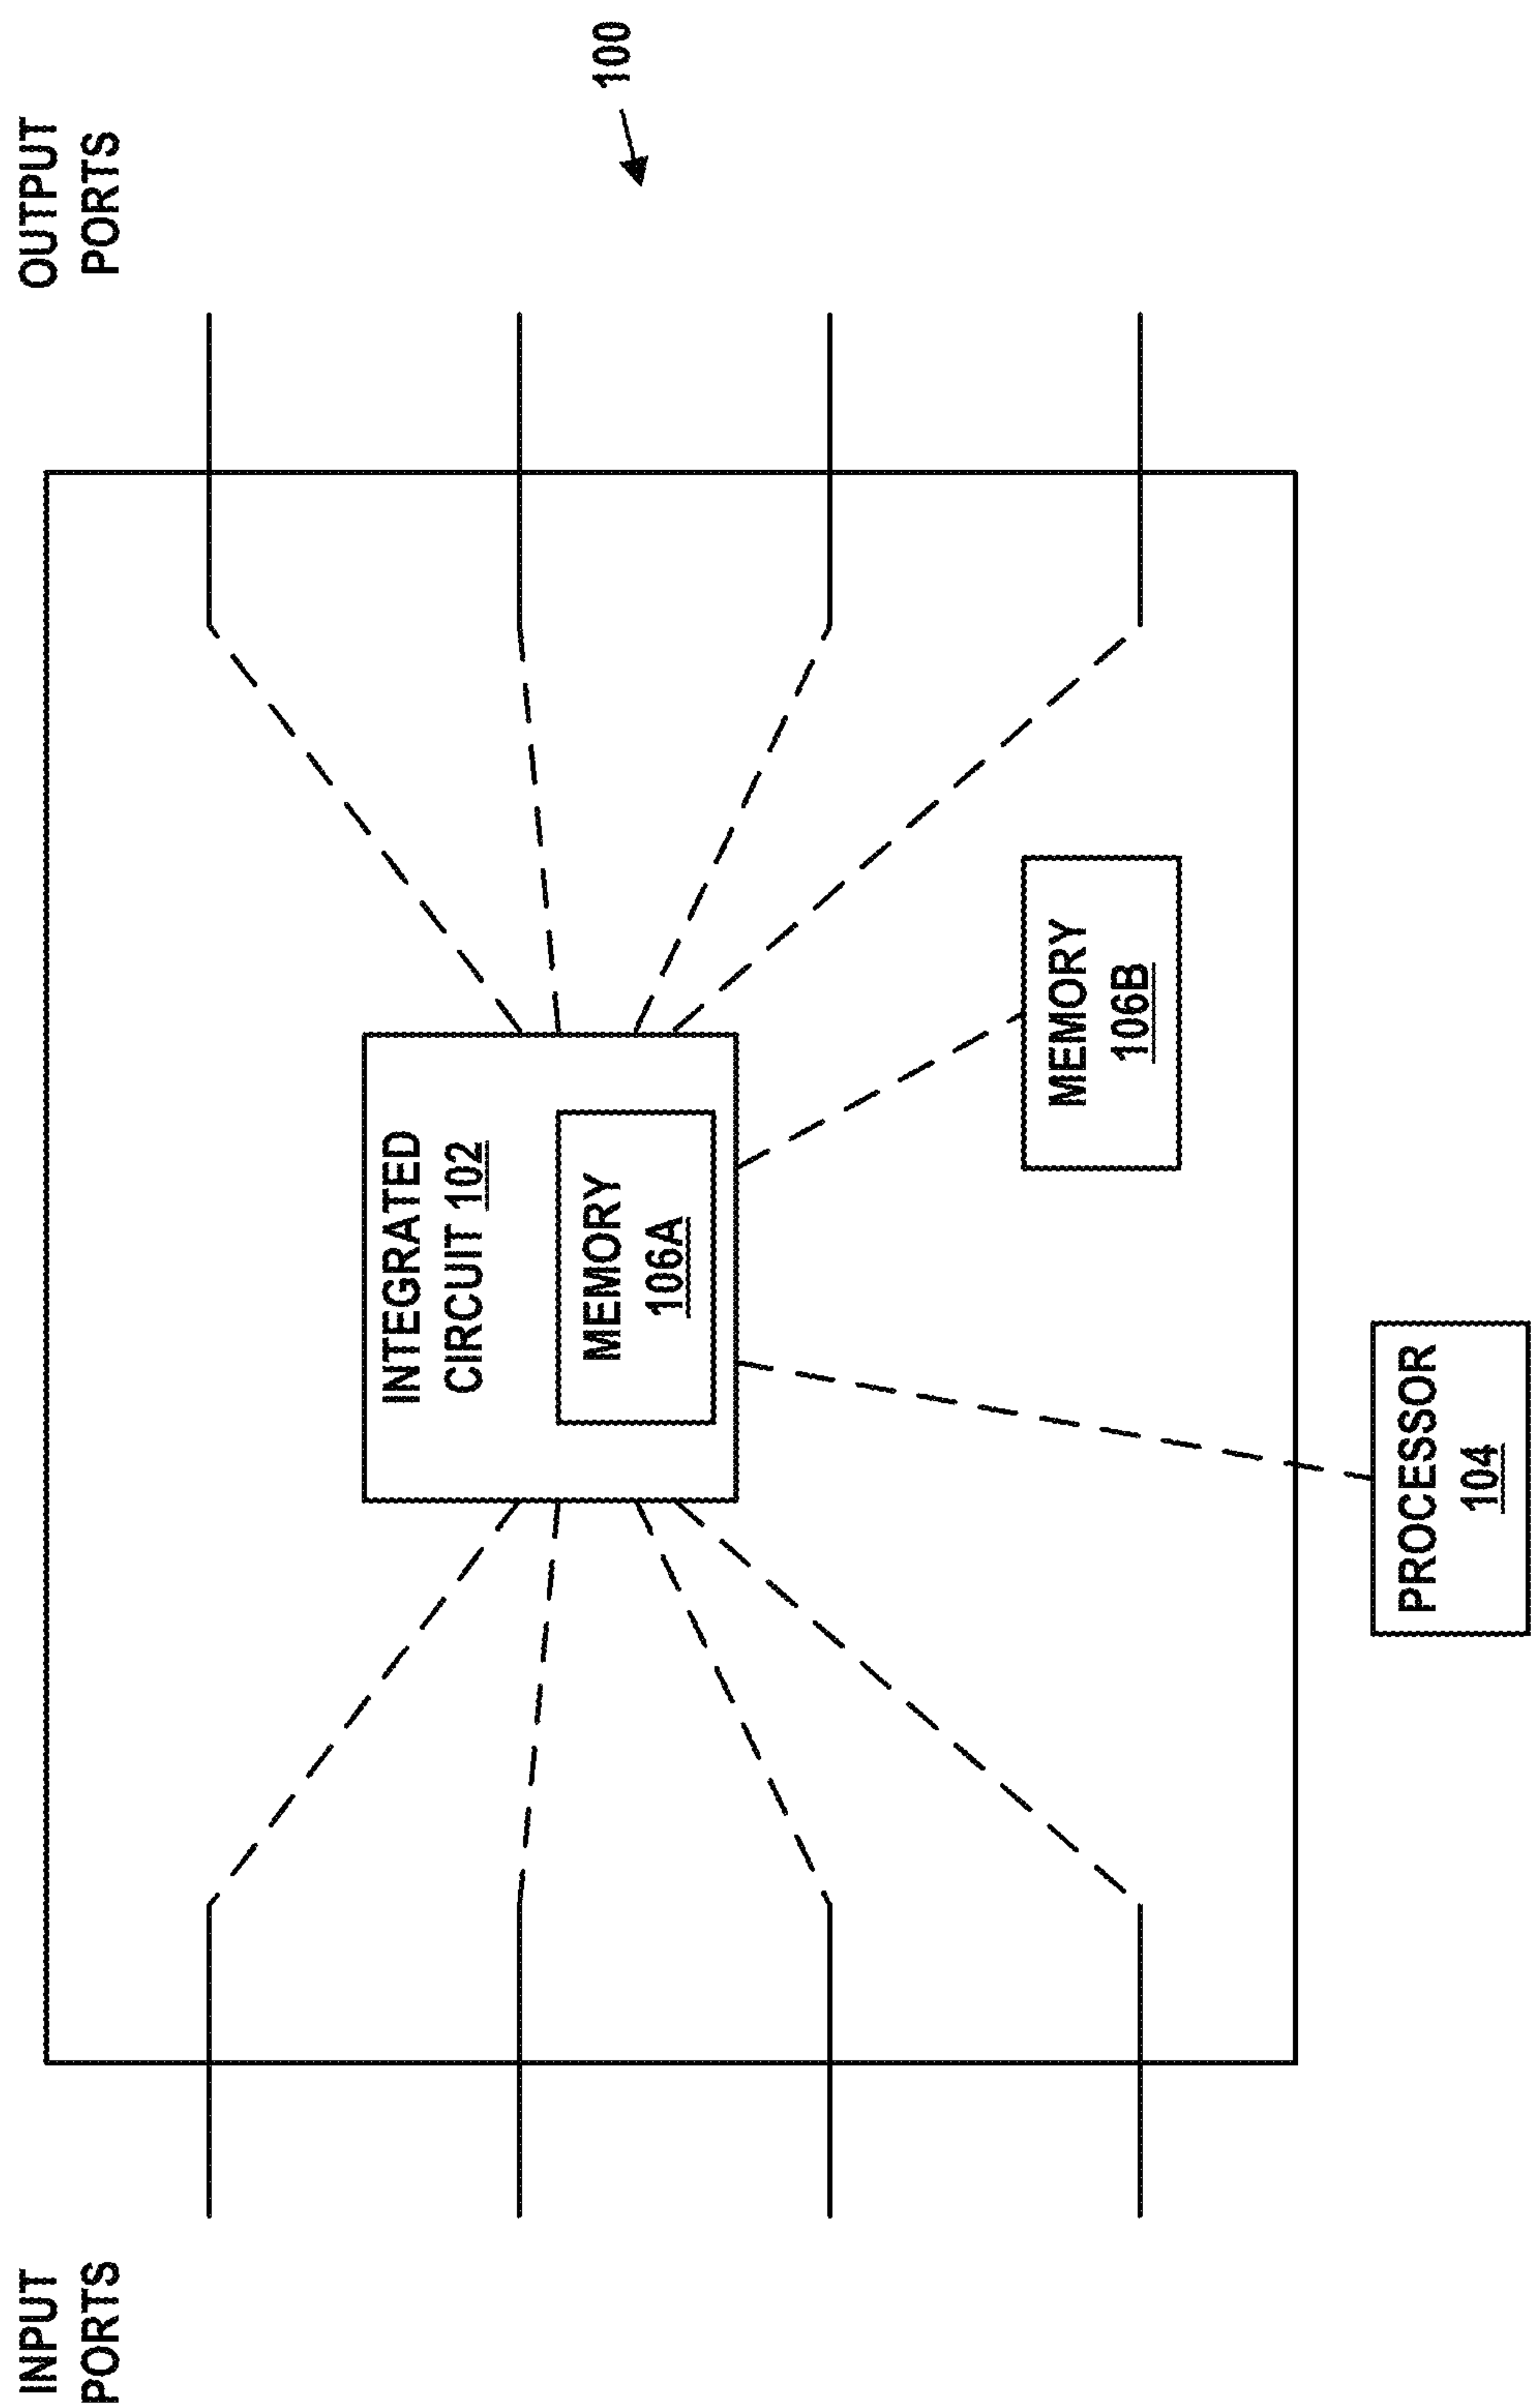 INPUT
PORTS
OUTPUT
PORTS
100
INTEGRATED
CIRCUIT 102
MEMORY
106A
MEMORY
106B
PROCESSOR
104